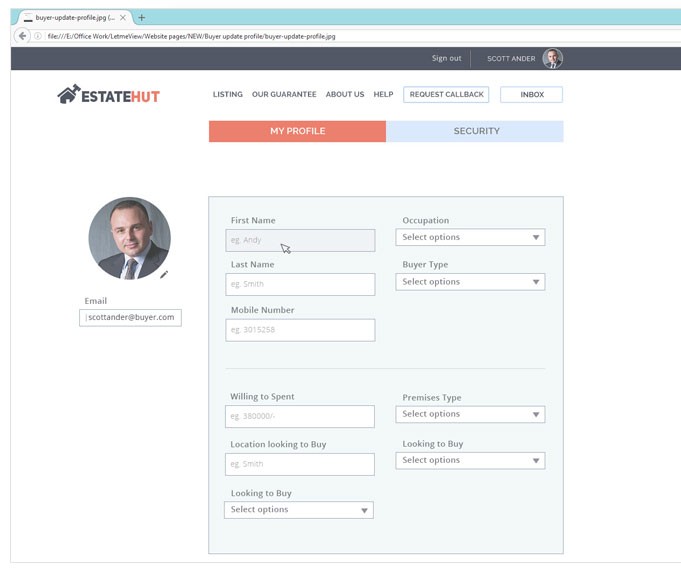 buyer-update-profile.jpg (...
file:///E:/Office Work/LetmeView/Website pages/NEW/Buyer update profile/buyer-update-profile.jpg
Sign out SCOTT ANDER
ESTATEHUT LISTING OUR GUARANTEE ABOUT US HELP REQUEST CALLBACK INBOX
MY PROFILE SECURITY
First Name Occupation
eg. Andy Select options
Last Name Buyer Type
eg. Smith Select options
Email
scottander@buyer.com
Mobile Number
eg. 3015258
Willing to Spent Premises Type
eg. 380000/- Select options
Location looking to Buy Looking to Buy
eg. Smith Select options
Looking to Buy
Select options